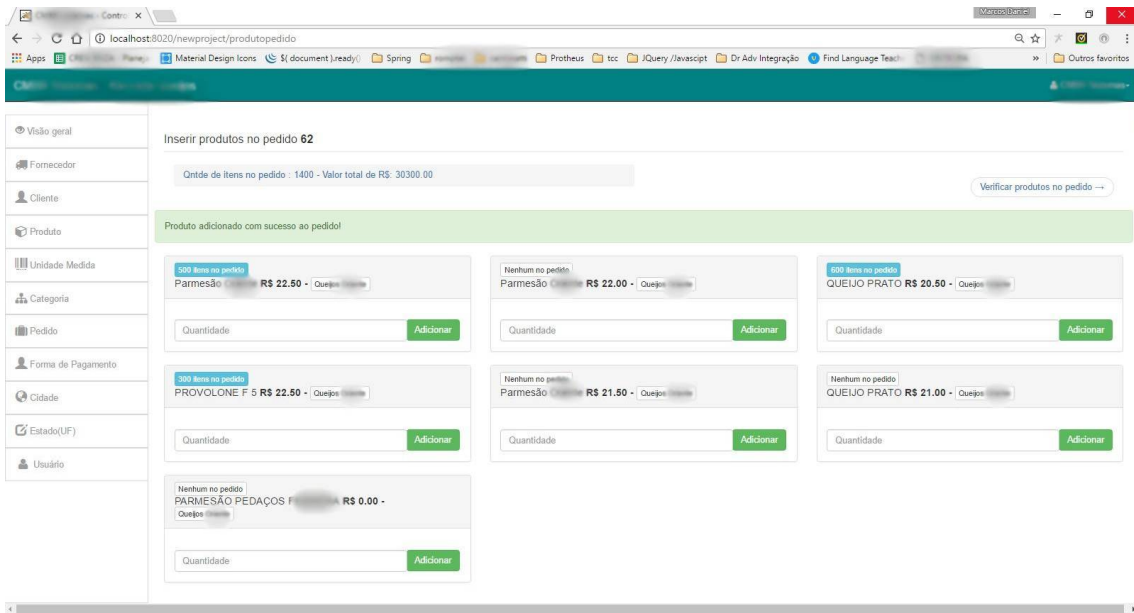 Contro
Marcos Daniel
localhost:8020/newproject/produtopedido
Apps
Material Design Icons
$( document ).ready()
Spring
Protheus
tcc
JQuery /Javascipt
Dr Adv Integração
Find Language Teach
»
Outros favoritos
Visão geral
Fornecedor
Cliente
Produto
Unidade Medida
Categoria
Pedido
Forma de Pagamento
Cidade
Estado(UF)
Usuário
Inserir produtos no pedido 62
Qntde de itens no pedido : 1400 - Valor total de R$: 30300.00
Verificar produtos no pedido →
Produto adicionado com sucesso ao pedido!
500 itens no pedido
Parmesão R$ 22.50 - Queijos
Quantidade Adicionar
Nenhum no pedido
Parmesão R$ 22.00 - Queijos
Quantidade Adicionar
600 itens no pedido
QUEIJO PRATO R$ 20.50 - Queijos
Quantidade Adicionar
300 itens no pedido
PROVOLONE F 5 R$ 22.50 - Queijos
Quantidade Adicionar
Nenhum no pedido
Parmesão R$ 21.50 - Queijos
Quantidade Adicionar
Nenhum no pedido
QUEIJO PRATO R$ 21.00 - Queijos
Quantidade Adicionar
Nenhum no pedido
PARMESÃO PEDAÇOS R$ 0.00 -
Queijos
Quantidade Adicionar